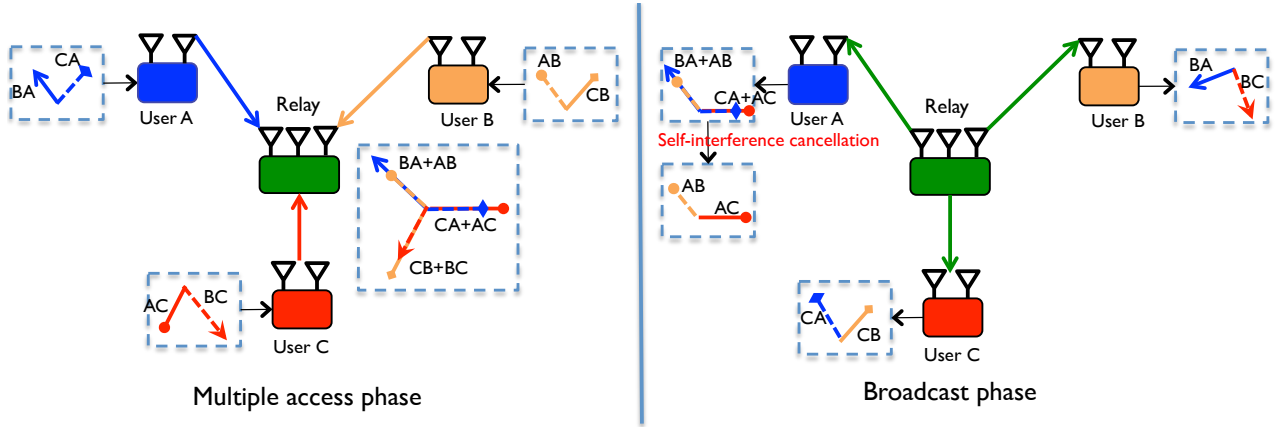 CA
BA
User A
Relay
AB
CB
User B
BA+AB
CA+AC
CB+BC
AC
BC
User C
Multiple access phase
BA+AB
CA+AC
User A
Self-interference cancellation
AB
AC
Relay
BA
BC
User B
CA
CB
User C
Broadcast phase